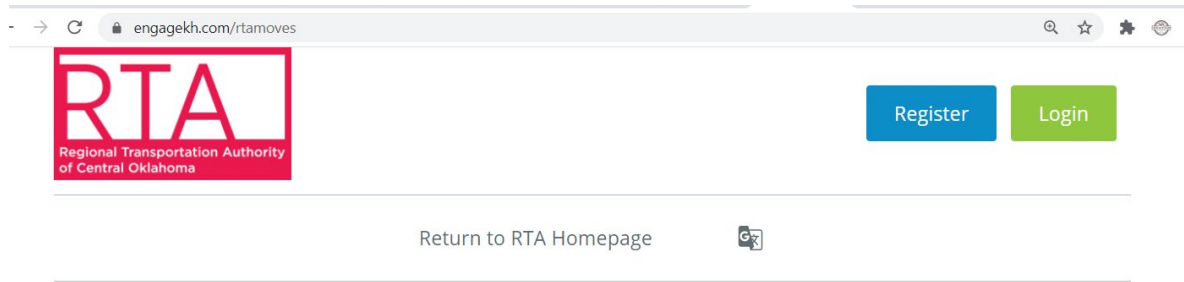 engagekh.com/rtamoves
RTA
Regional Transportation Authority
of Central Oklahoma
Register
Login
Return to RTA Homepage
G